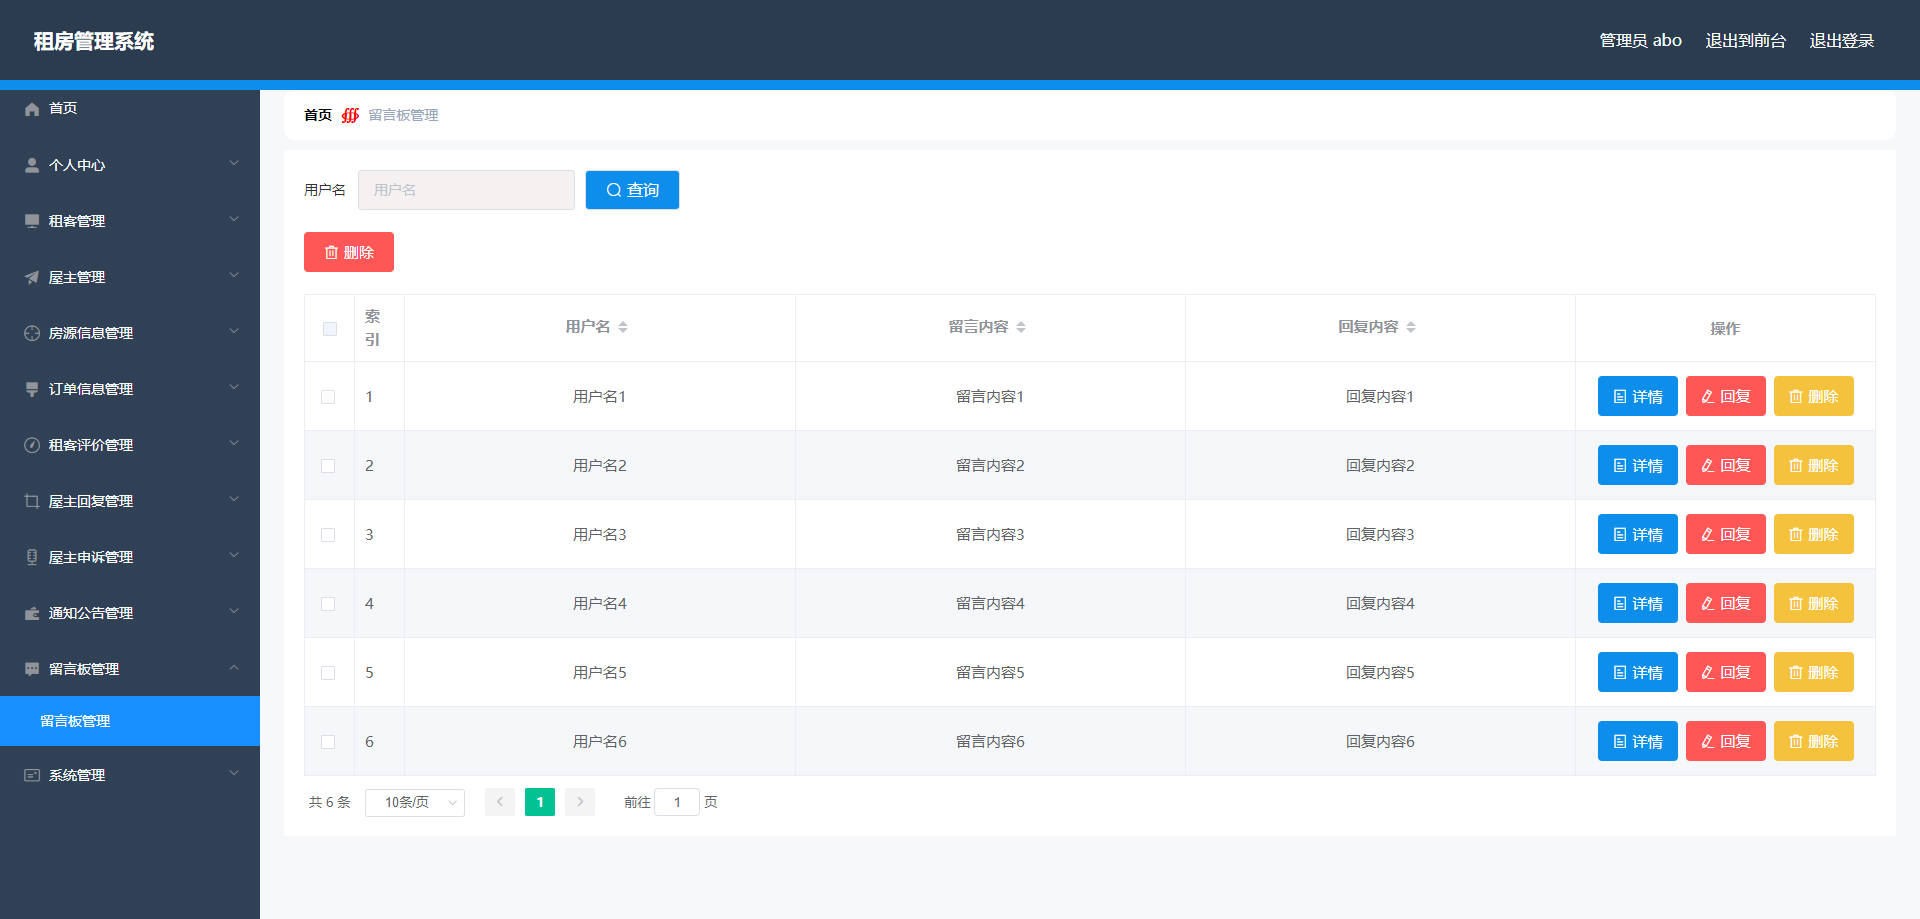 租房管理系统
管理员 abo 退出到前台 退出登录
首页
个人中心
租客管理
屋主管理
房源信息管理
订单信息管理
租客评价管理
屋主回复管理
屋主申诉管理
通知公告管理
留言板管理
留言板管理
系统管理
首页 留言板管理
用户名 用户名 查询
删除
索引 用户名 留言内容 回复内容 操作
1 用户名1 留言内容1 回复内容1 详情 回复 删除
2 用户名2 留言内容2 回复内容2 详情 回复 删除
3 用户名3 留言内容3 回复内容3 详情 回复 删除
4 用户名4 留言内容4 回复内容4 详情 回复 删除
5 用户名5 留言内容5 回复内容5 详情 回复 删除
6 用户名6 留言内容6 回复内容6 详情 回复 删除
共 6 条 10条/页 1 前往 1 页